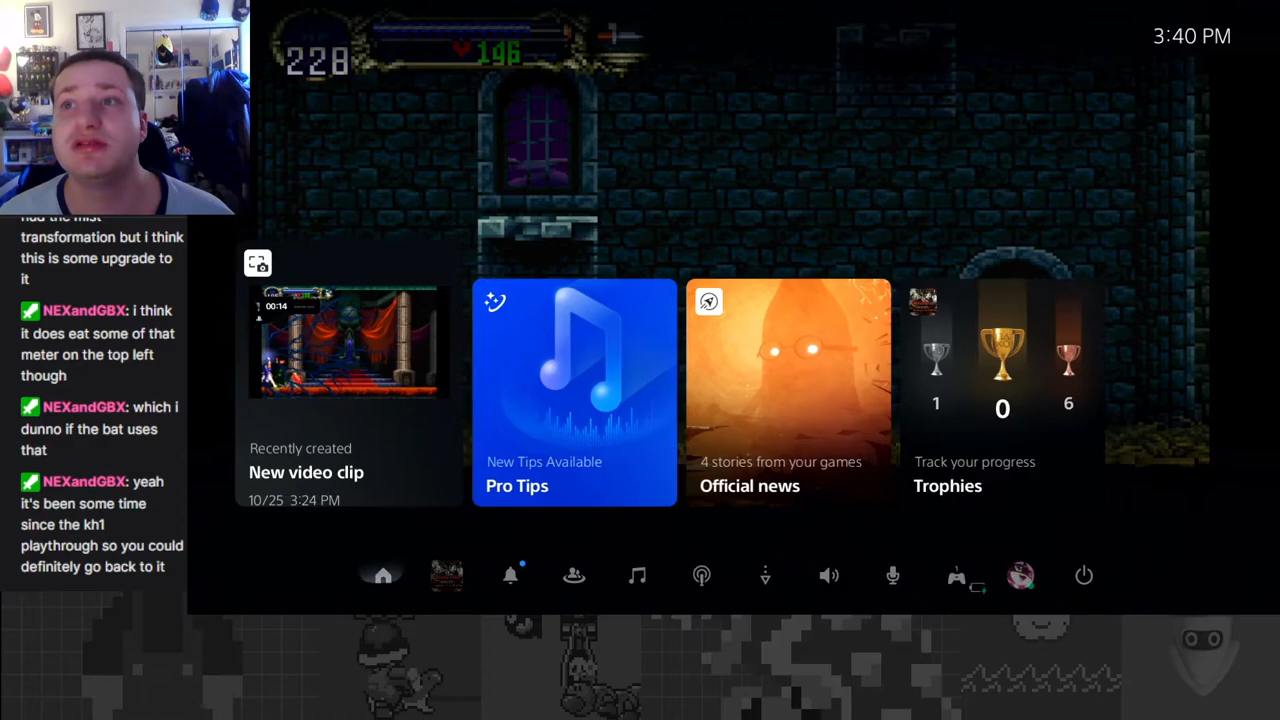 3:40 PM
228
146
had the mist
transformation but i think
this is some upgrade to
it
NEXandGBX: i think
it does eat some of that
meter on the top left
though
NEXandGBX: which i
dunno if the bat uses
that
NEXandGBX: yeah
it's been some time
since the kh1
playthrough so you could
definitely go back to it
00:14
Recently created
New video clip
10/25 3:24 PM
New Tips Available
Pro Tips
4 stories from your games
Official news
1
0
6
Track your progress
Trophies